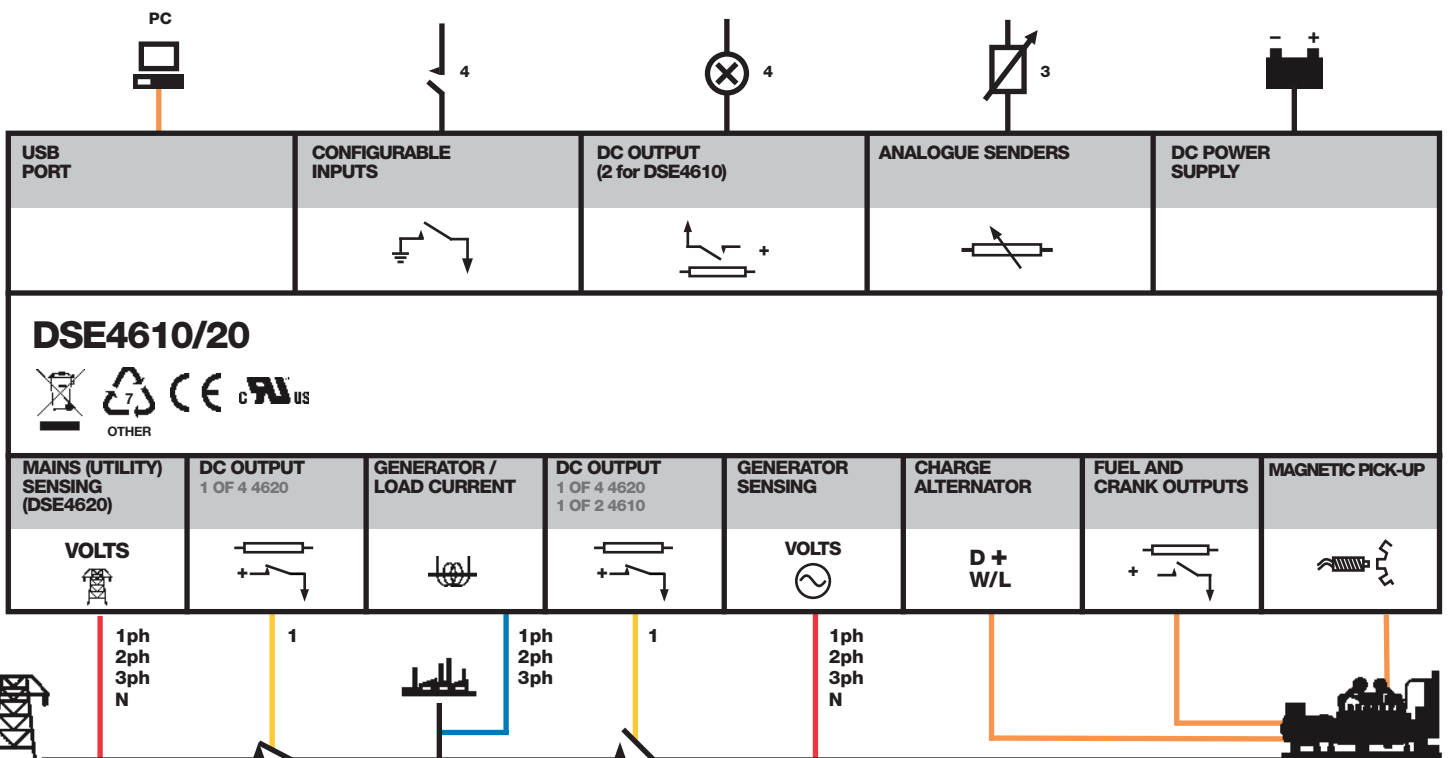 PC
4
4
3
– +
USB
PORT
CONFIGURABLE
INPUTS
DC OUTPUT
(2 for DSE4610)
ANALOGUE SENDERS
DC POWER
SUPPLY
+
DSE4610/20
7
OTHER
CE
c RU us
MAINS (UTILITY)
SENSING
(DSE4620)
DC OUTPUT
1 OF 4 4620
GENERATOR /
LOAD CURRENT
DC OUTPUT
1 OF 4 4620
1 OF 2 4610
GENERATOR
SENSING
CHARGE
ALTERNATOR
FUEL AND
CRANK OUTPUTS
MAGNETIC PICK-UP
VOLTS
+
+
VOLTS
D +
W/L
+
1ph
2ph
3ph
N
1
1ph
2ph
3ph
1
1ph
2ph
3ph
N